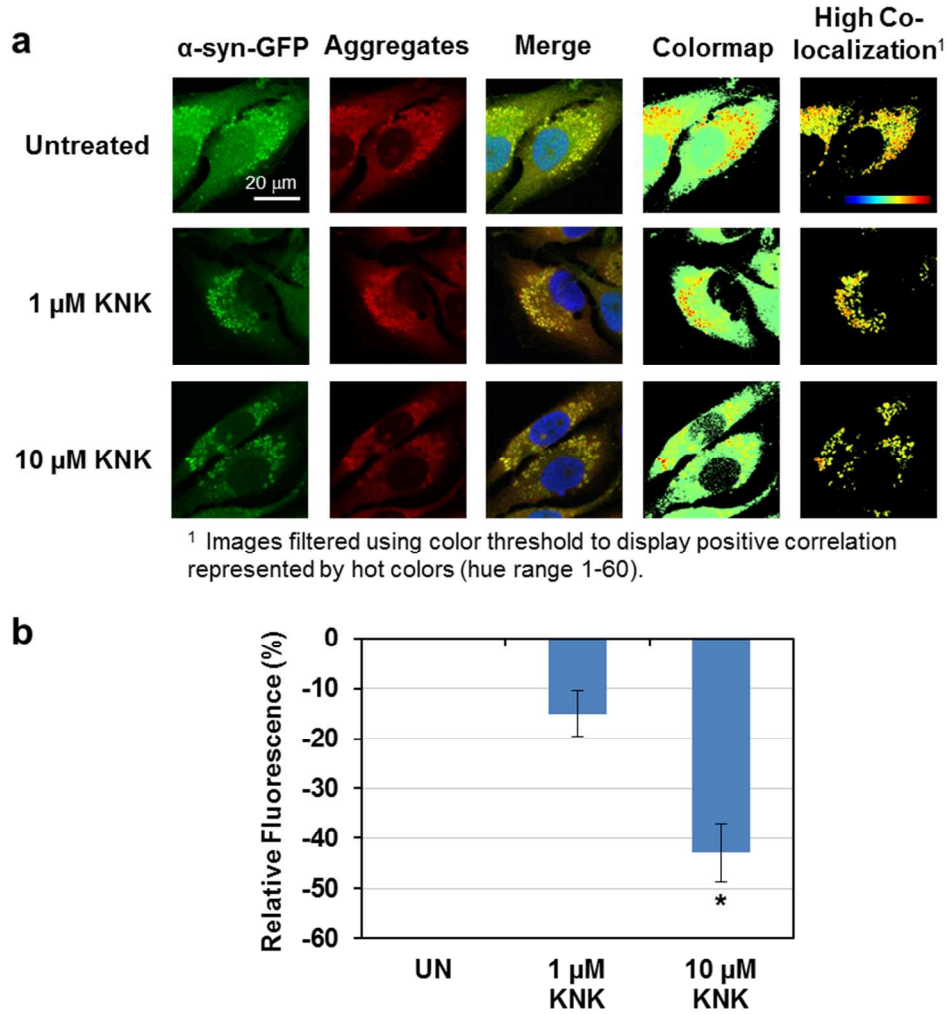 a
α-syn-GFP Aggregates Merge Colormap High Co-localization¹
Untreated
20 µm
1 µM KNK
10 µM KNK
¹ Images filtered using color threshold to display positive correlation
represented by hot colors (hue range 1-60).
b
Relative Fluorescence (%)
0
-10
-20
-30
-40
-50
-60
*
UN 1 µM KNK 10 µM KNK